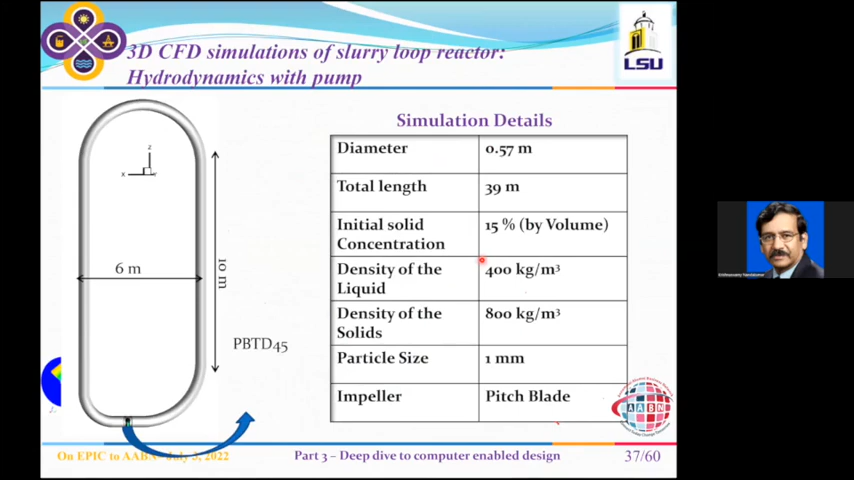 3D CFD simulations of slurry loop reactor:
Hydrodynamics with pump
LSU
Simulation Details
Diameter 0.57 m
Total length 39 m
Initial solid Concentration 15 % (by Volume)
Density of the Liquid 400 kg/m³
Density of the Solids 800 kg/m³
Particle Size 1 mm
Impeller Pitch Blade
z
x
6 m
10 m
PBTD45
AABN
On EPIC to AABA - July 3, 2022
Part 3 – Deep dive to computer enabled design
37/60